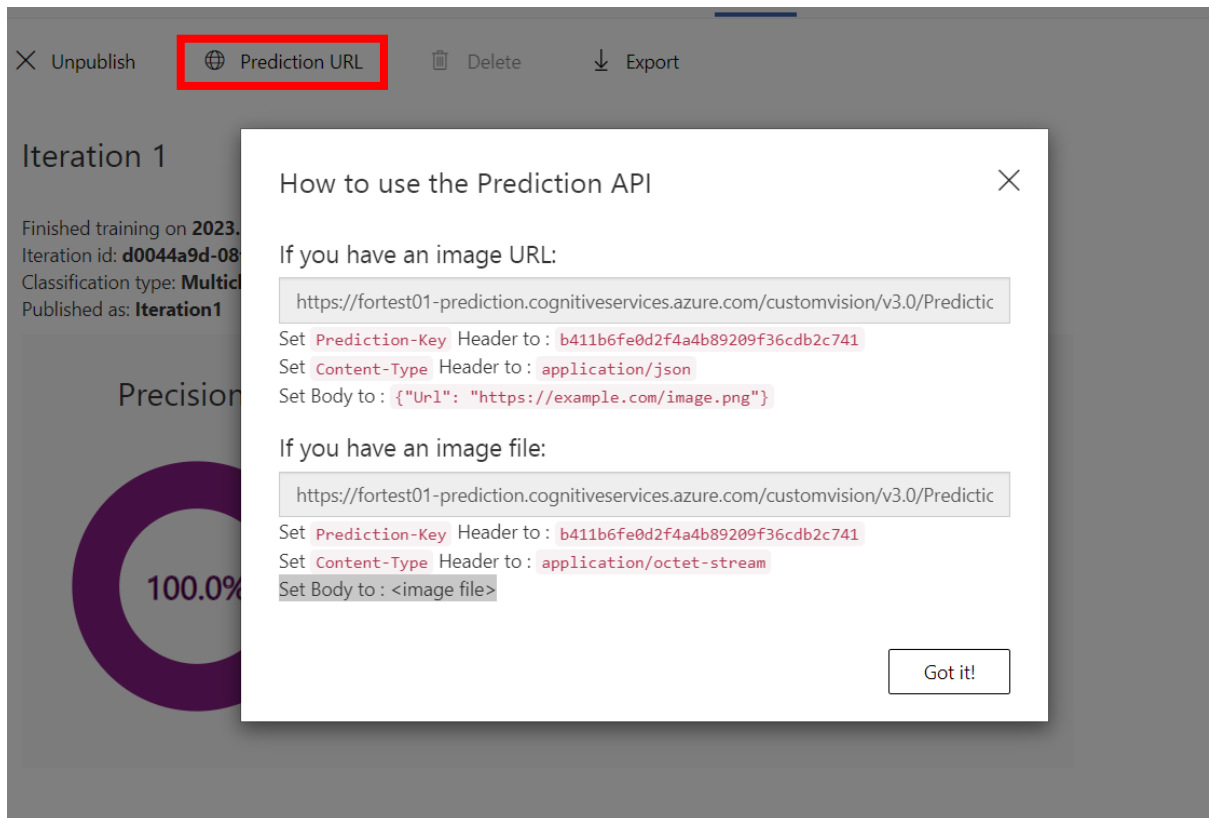 Unpublish
Prediction URL
Delete
Export
Iteration 1
Finished training on 2023.
Iteration id: d0044a9d-08
Classification type: Multicl
Published as: Iteration1
Precision
100.0%
How to use the Prediction API
If you have an image URL:
https://fortest01-prediction.cognitiveservices.azure.com/customvision/v3.0/Predictic
Set Prediction-Key Header to : b411b6fe0d2f4a4b89209f36cdb2c741
Set Content-Type Header to : application/json
Set Body to : {"Url": "https://example.com/image.png"}
If you have an image file:
https://fortest01-prediction.cognitiveservices.azure.com/customvision/v3.0/Predictic
Set Prediction-Key Header to : b411b6fe0d2f4a4b89209f36cdb2c741
Set Content-Type Header to : application/octet-stream
Set Body to : <image file>
Got it!